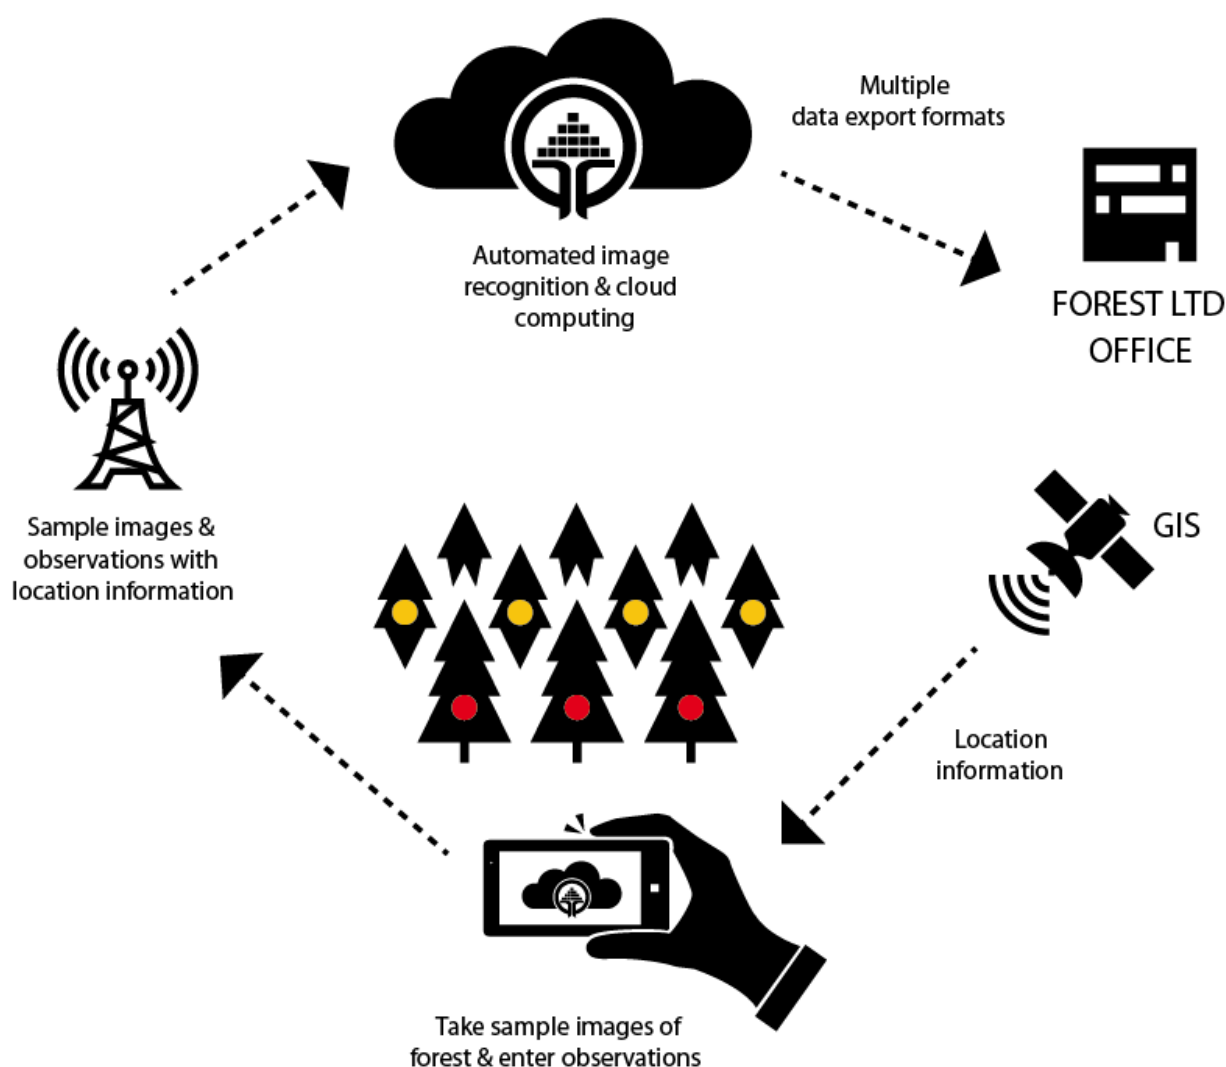 Multiple
data export formats
Automated image
recognition & cloud
computing
FOREST LTD
OFFICE
Sample images &
observations with
location information
GIS
Location
information
Take sample images of
forest & enter observations